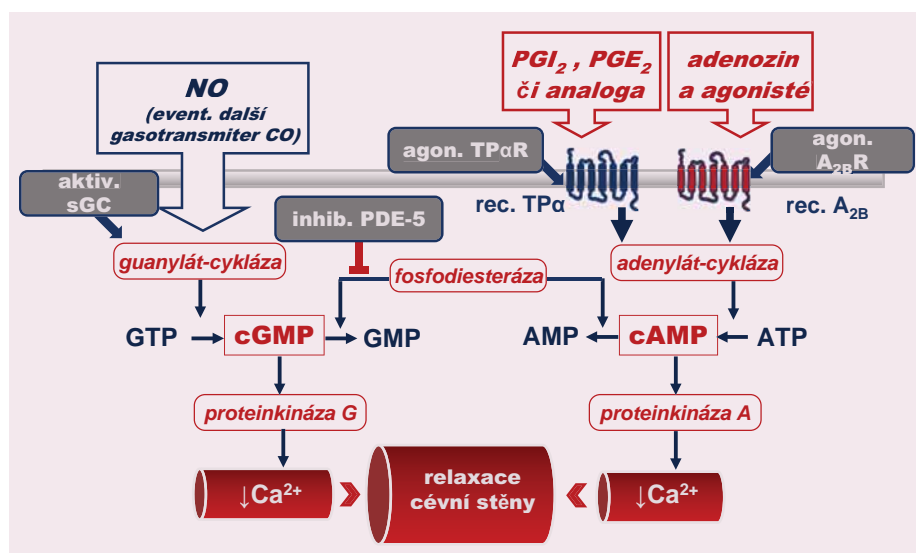 NO
(event. další
gasotransmiter CO)
PGI₂ , PGE₂
či analoga
adenozin
a agonisté
agon. TPαR
agon.
A₂BR
aktiv.
sGC
inhib. PDE-5
rec. TPα
rec. A₂B
guanylát-cykláza
fosfodiesteráza
adenylát-cykláza
GTP
cGMP
GMP
AMP
cAMP
ATP
proteinkináza G
proteinkináza A
↓Ca²⁺
relaxace
cévní stěny
↓Ca²⁺